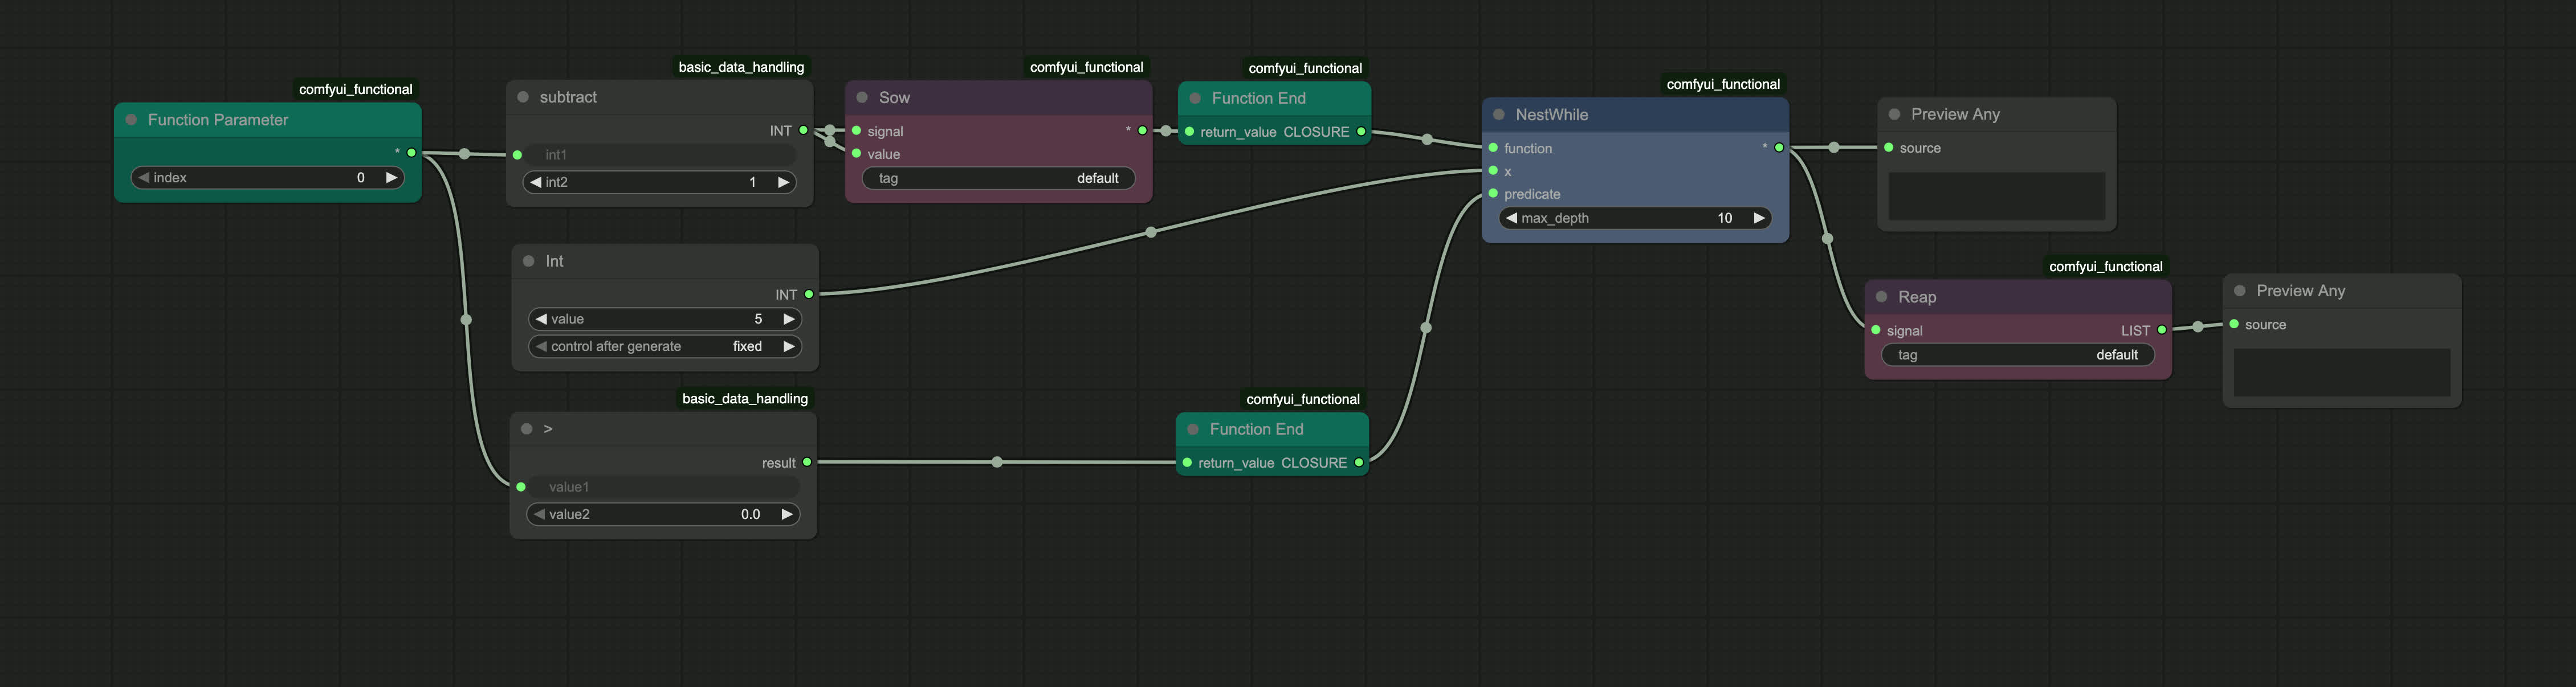 comfyui_functional
Function Parameter
*
index 0
basic_data_handling
subtract
INT
int1
int2 1
comfyui_functional
Sow
signal *
value
tag default
comfyui_functional
Function End
return_value CLOSURE
Int
INT
value 5
control after generate fixed
basic_data_handling
>
result
value1
value2 0.0
comfyui_functional
Function End
return_value CLOSURE
comfyui_functional
NestWhile
function *
x
predicate
max_depth 10
Preview Any
source
comfyui_functional
Reap
signal LIST
tag default
Preview Any
source